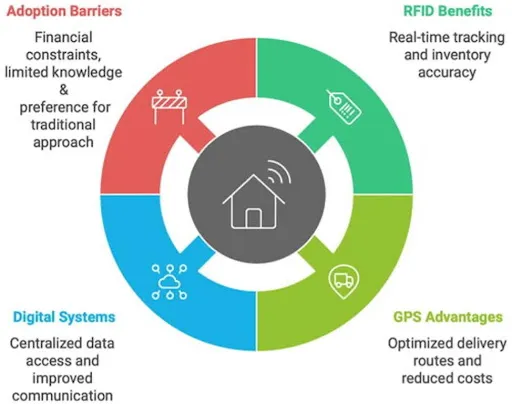 Adoption Barriers
Financial
constraints,
limited knowledge
&
preference for
traditional
approach
RFID Benefits
Real-time tracking
and inventory
accuracy
Digital Systems
Centralized data
access and
improved
communication
GPS Advantages
Optimized delivery
routes and
reduced costs